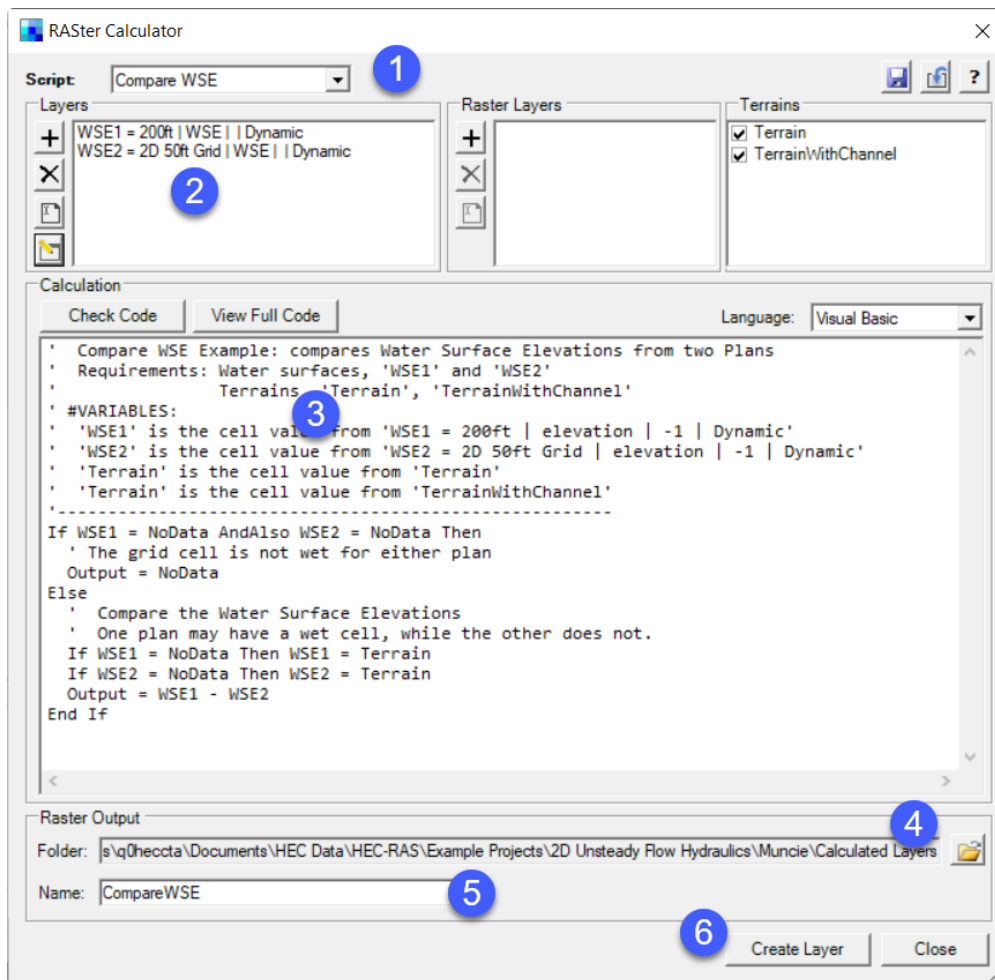 RASter Calculator
Script: Compare WSE 1 ?
Layers Raster Layers Terrains
WSE1 = 200ft | WSE | | Dynamic
WSE2 = 2D 50ft Grid | WSE | | Dynamic
2
Terrain
TerrainWithChannel
Calculation
Check Code View Full Code Language: Visual Basic
' Compare WSE Example: compares Water Surface Elevations from two Plans
' Requirements: Water surfaces, 'WSE1' and 'WSE2'
' Terrains, 'Terrain', 'TerrainWithChannel'
3
' #VARIABLES:
' 'WSE1' is the cell value from 'WSE1 = 200ft | elevation | -1 | Dynamic'
' 'WSE2' is the cell value from 'WSE2 = 2D 50ft Grid | elevation | -1 | Dynamic'
' 'Terrain' is the cell value from 'Terrain'
' 'Terrain' is the cell value from 'TerrainWithChannel'
'-------------------------------------------------------
If WSE1 = NoData AndAlso WSE2 = NoData Then
' The grid cell is not wet for either plan
Output = NoData
Else
' Compare the Water Surface Elevations
' One plan may have a wet cell, while the other does not.
If WSE1 = NoData Then WSE1 = Terrain
If WSE2 = NoData Then WSE2 = Terrain
Output = WSE1 - WSE2
End If
Raster Output
4
Folder: s\q0heccta\Documents\HEC Data\HEC-RAS\Example Projects\2D Unsteady Flow Hydraulics\Muncie\Calculated Layers
Name: CompareWSE 5
6 Create Layer Close